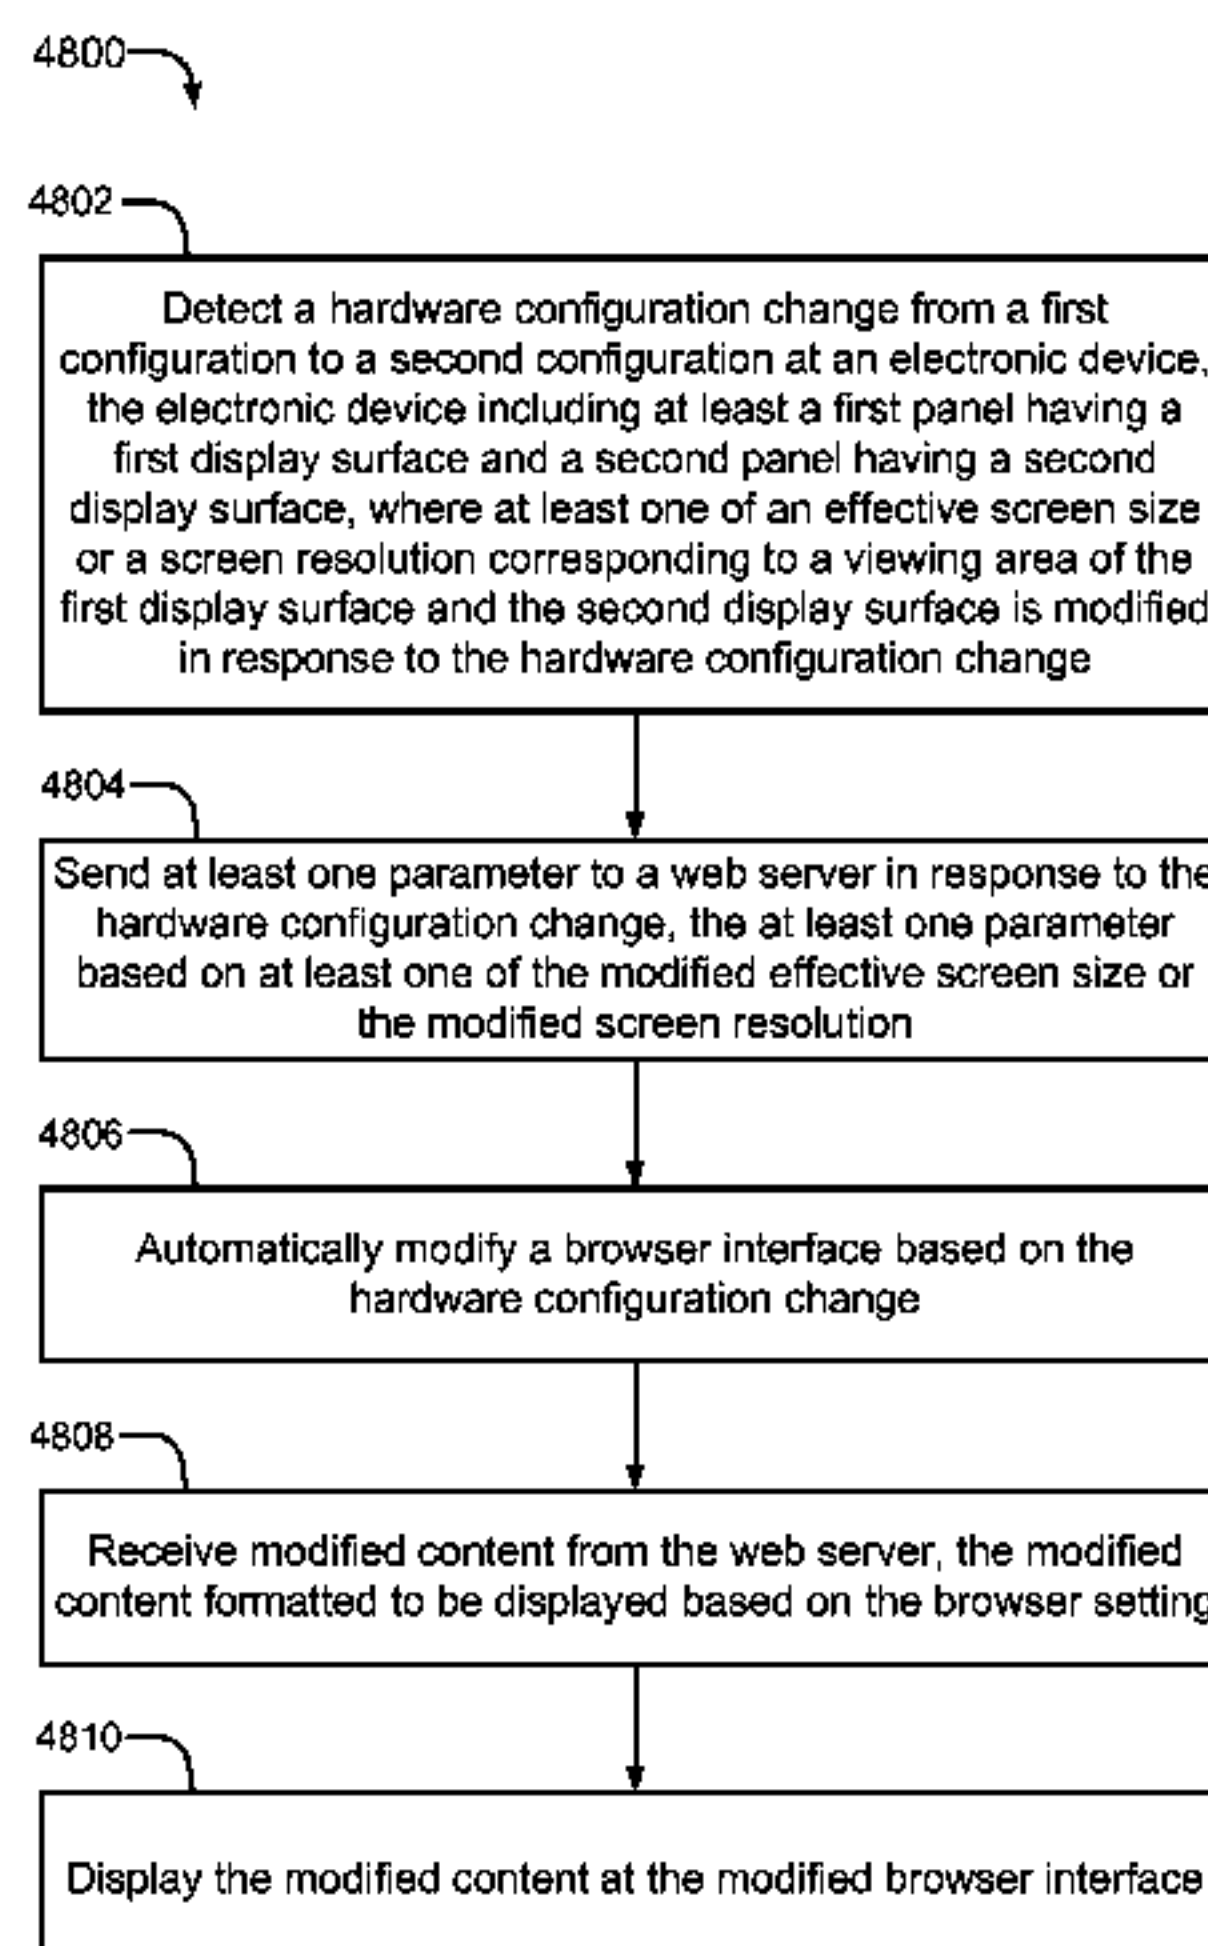 4800
4802
Detect a hardware configuration change from a first
configuration to a second configuration at an electronic device,
the electronic device including at least a first panel having a
first display surface and a second panel having a second
display surface, where at least one of an effective screen size
or a screen resolution corresponding to a viewing area of the
first display surface and the second display surface is modified
in response to the hardware configuration change
4804
Send at least one parameter to a web server in response to the
hardware configuration change, the at least one parameter
based on at least one of the modified effective screen size or
the modified screen resolution
4806
Automatically modify a browser interface based on the
hardware configuration change
4808
Receive modified content from the web server, the modified
content formatted to be displayed based on the browser setting
4810
Display the modified content at the modified browser interface